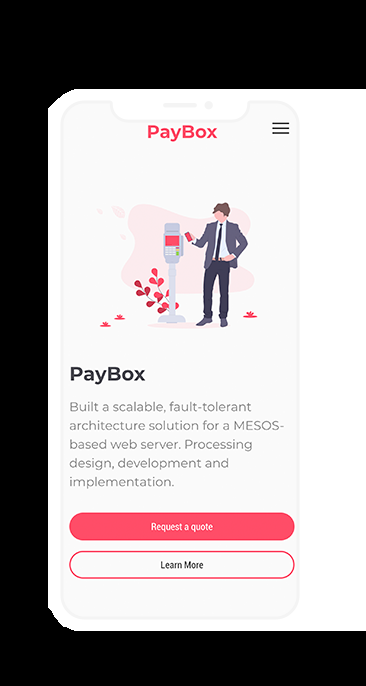 PayBox
PayBox
Built a scalable, fault-tolerant
architecture solution for a MESOS-
based web server. Processing
design, development and
implementation.
Request a quote
Learn More